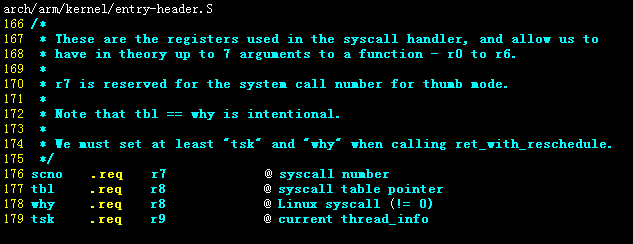 arch/arm/kernel/entry-header.S
166 /*
167  * These are the registers used in the syscall handler, and allow us to
168  * have in theory up to 7 arguments to a function - r0 to r6.
169  *
170  * r7 is reserved for the system call number for thumb mode.
171  *
172  * Note that tbl == why is intentional.
173  *
174  * We must set at least "tsk" and "why" when calling ret_with_reschedule.
175  */
176 scno .req r7 @ syscall number
177 tbl .req r8 @ syscall table pointer
178 why .req r8 @ Linux syscall (!= 0)
179 tsk .req r9 @ current thread_info